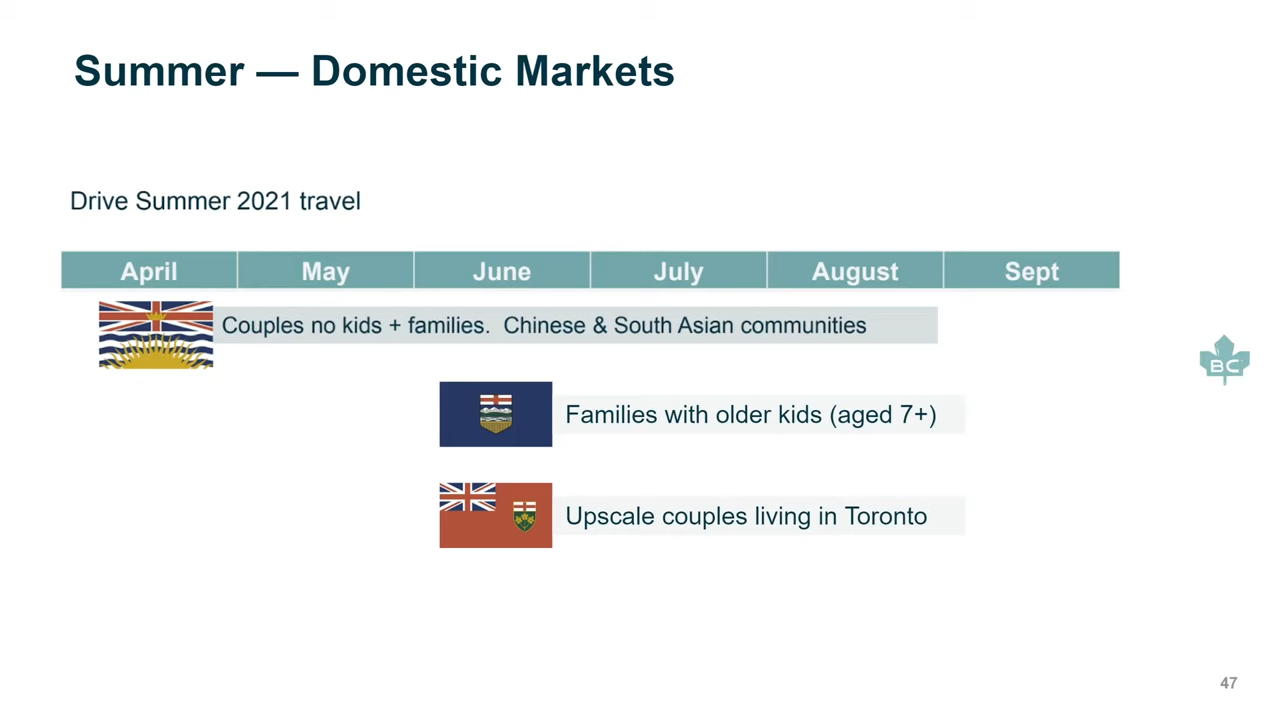 Summer — Domestic Markets
Drive Summer 2021 travel
April May June July August Sept
Couples no kids + families.  Chinese & South Asian communities
Families with older kids (aged 7+)
BC
Upscale couples living in Toronto
47